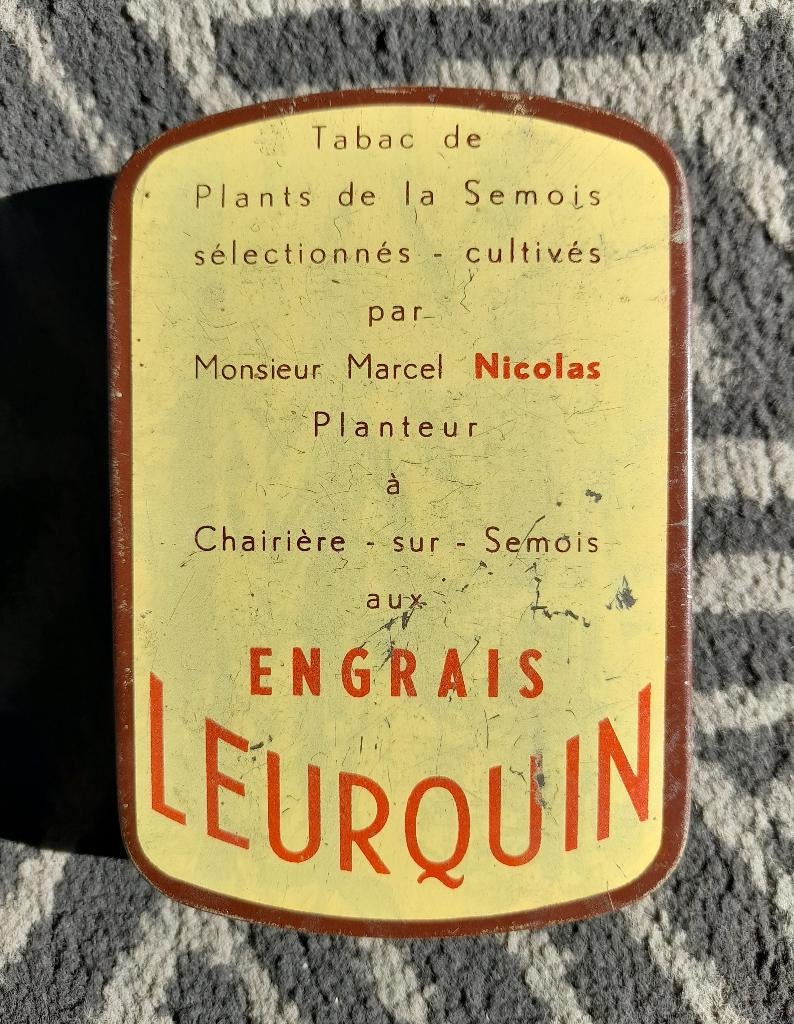 Tabac de
Plants de la Semois
sélectionnés - cultivés
par
Monsieur Marcel Nicolas
Planteur
à
Chairière - sur - Semois
aux
ENGRAIS
LEURQUIN